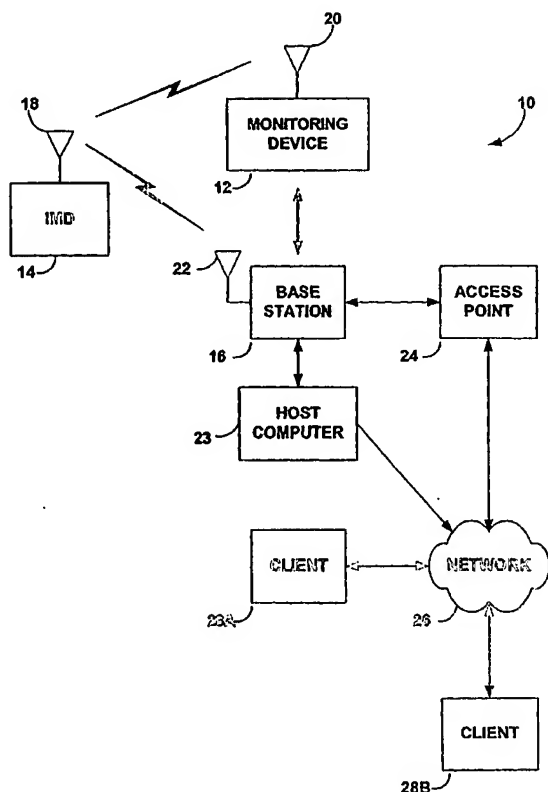 20
18
MONITORING
DEVICE
10
12
IMD
14
22
BASE
STATION
ACCESS
POINT
16
24
HOST
COMPUTER
23
CLIENT
NETWORK
28A
26
CLIENT
28B